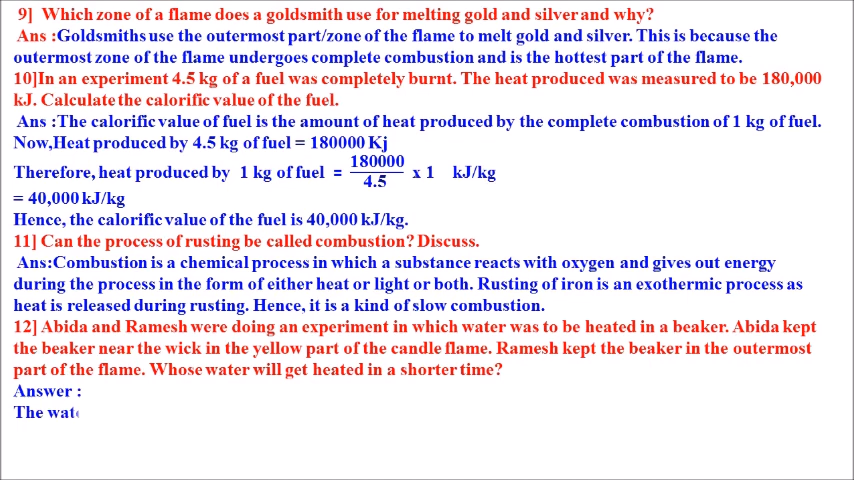 9] Which zone of a flame does a goldsmith use for melting gold and silver and why?
Ans :Goldsmiths use the outermost part/zone of the flame to melt gold and silver. This is because the
outermost zone of the flame undergoes complete combustion and is the hottest part of the flame.
10]In an experiment 4.5 kg of a fuel was completely burnt. The heat produced was measured to be 180,000
kJ. Calculate the calorific value of the fuel.
Ans :The calorific value of fuel is the amount of heat produced by the complete combustion of 1 kg of fuel.
Now,Heat produced by 4.5 kg of fuel = 180000 Kj
Therefore, heat produced by 1 kg of fuel = 180000/4.5 x 1 kJ/kg
= 40,000 kJ/kg
Hence, the calorific value of the fuel is 40,000 kJ/kg.
11] Can the process of rusting be called combustion? Discuss.
Ans:Combustion is a chemical process in which a substance reacts with oxygen and gives out energy
during the process in the form of either heat or light or both. Rusting of iron is an exothermic process as
heat is released during rusting. Hence, it is a kind of slow combustion.
12] Abida and Ramesh were doing an experiment in which water was to be heated in a beaker. Abida kept
the beaker near the wick in the yellow part of the candle flame. Ramesh kept the beaker in the outermost
part of the flame. Whose water will get heated in a shorter time?
Answer :
The wat